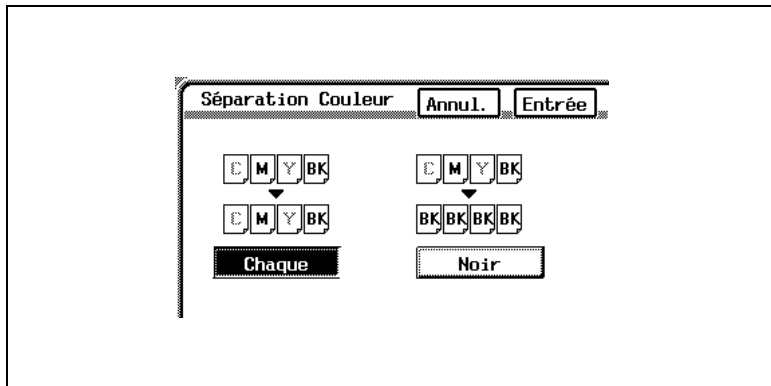 Séparation Couleur Annul. Entrée
C M Y BK C M Y BK
C M Y BK BK BK BK BK
Chaque Noir